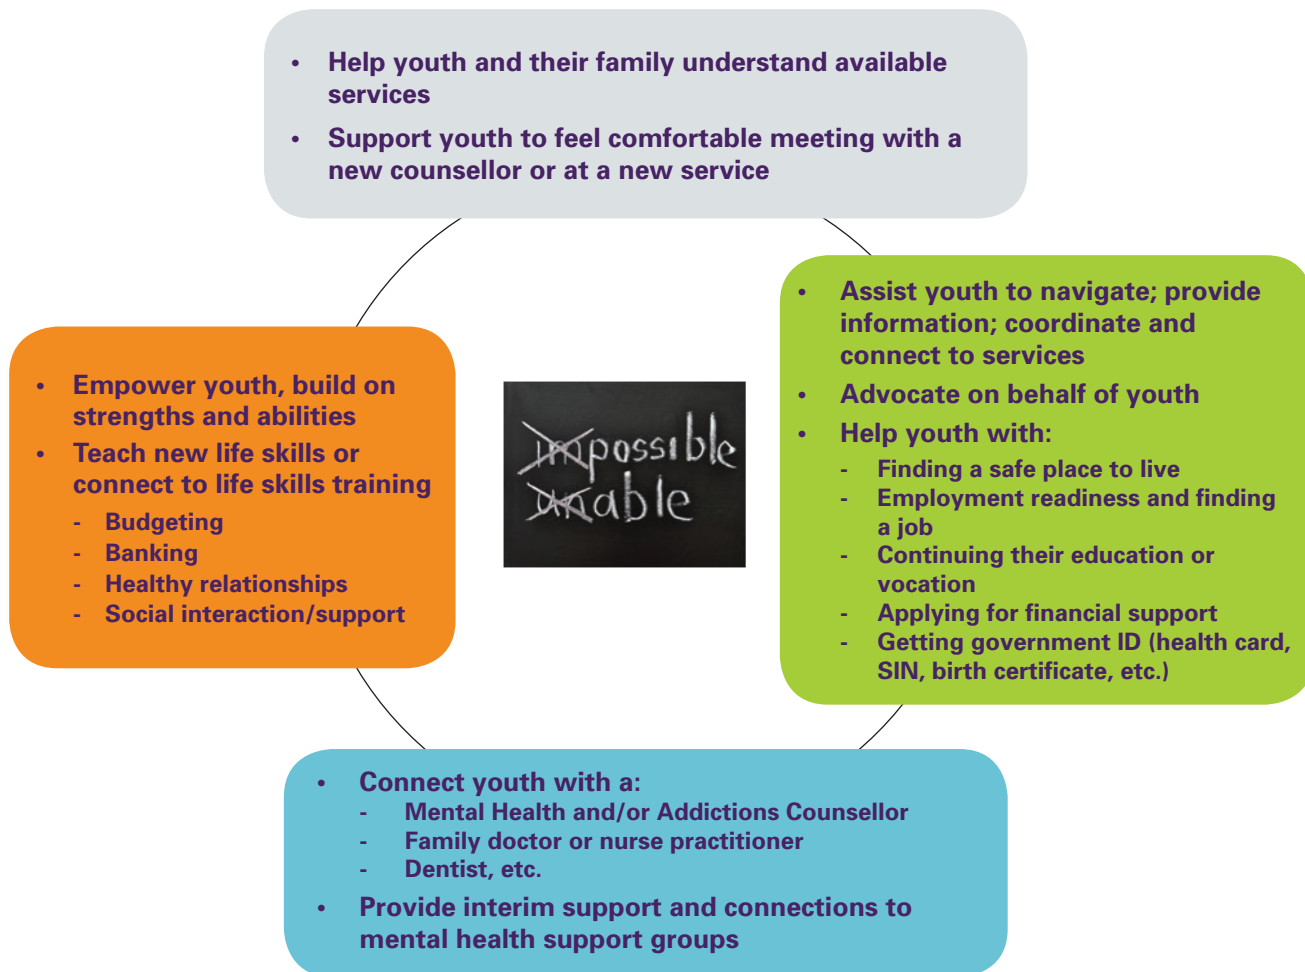 • Help youth and their family understand available
services
• Support youth to feel comfortable meeting with a
new counsellor or at a new service
• Assist youth to navigate; provide
information; coordinate and
connect to services
• Advocate on behalf of youth
• Help youth with:
- Finding a safe place to live
- Employment readiness and finding
a job
- Continuing their education or
vocation
- Applying for financial support
- Getting government ID (health card,
SIN, birth certificate, etc.)
• Connect youth with a:
- Mental Health and/or Addictions Counsellor
- Family doctor or nurse practitioner
- Dentist, etc.
• Provide interim support and connections to
mental health support groups
• Empower youth, build on
strengths and abilities
• Teach new life skills or
connect to life skills training
- Budgeting
- Banking
- Healthy relationships
- Social interaction/support
impossible
unable